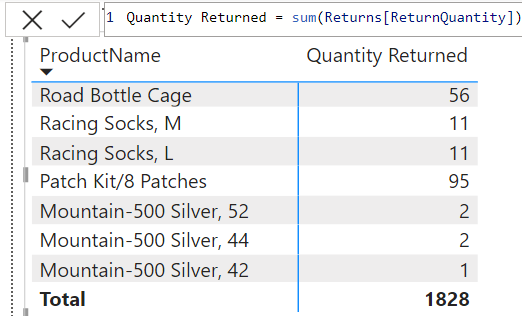 1 Quantity Returned = sum(Returns[ReturnQuantity])
ProductName Quantity Returned
Road Bottle Cage 56
Racing Socks, M 11
Racing Socks, L 11
Patch Kit/8 Patches 95
Mountain-500 Silver, 52 2
Mountain-500 Silver, 44 2
Mountain-500 Silver, 42 1
Total 1828